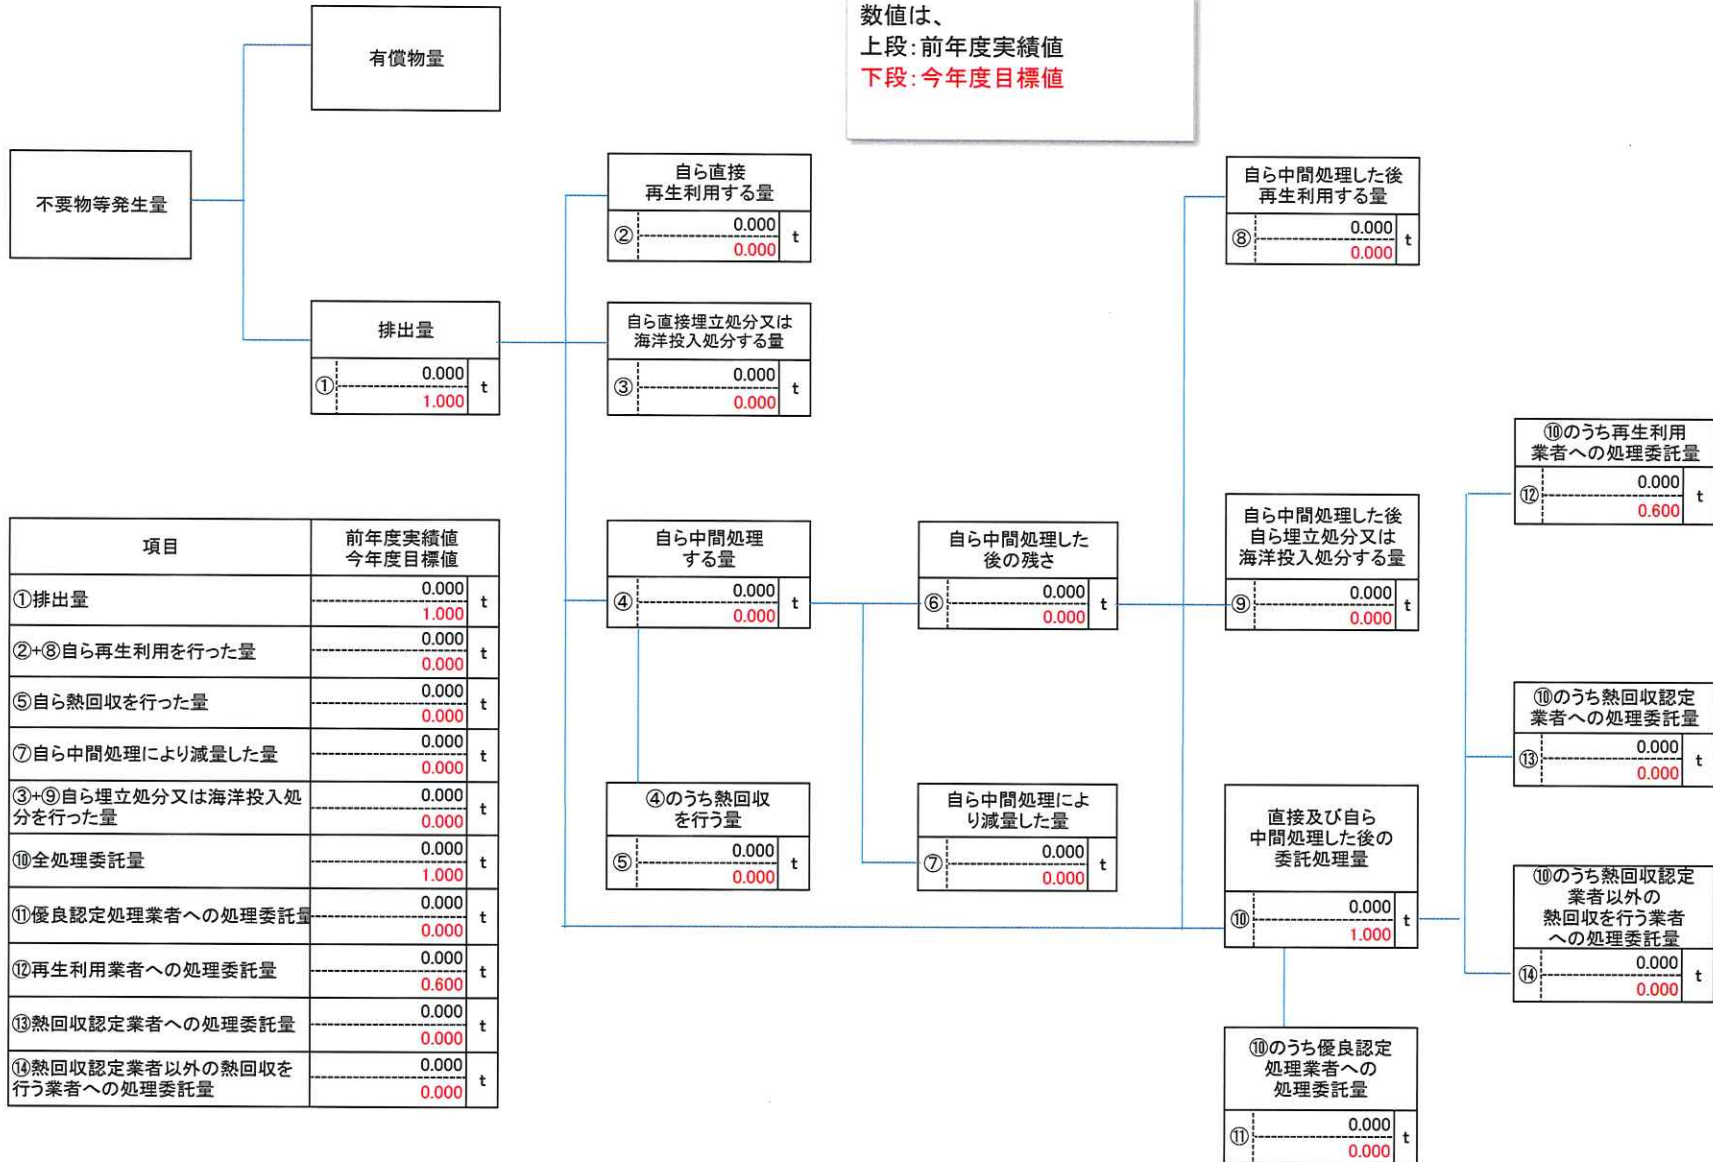 数値は、
上段:前年度実績値
下段:今年度目標値
有償物量
不要物等発生量
排出量
①
0.000
1.000
t
自ら直接
再生利用する量
②
0.000
0.000
t
自ら直接埋立処分又は
海洋投入処分する量
③
0.000
0.000
t
自ら中間処理
する量
④
0.000
0.000
t
④のうち熱回収
を行う量
⑤
0.000
0.000
t
自ら中間処理した
後の残さ
⑥
0.000
0.000
t
自ら中間処理によ
り減量した量
⑦
0.000
0.000
t
自ら中間処理した後
再生利用する量
⑧
0.000
0.000
t
自ら中間処理した後
自ら埋立処分又は
海洋投入処分する量
⑨
0.000
0.000
t
直接及び自ら
中間処理した後の
委託処理量
⑩
0.000
1.000
t
⑩のうち優良認定
処理業者への
処理委託量
⑪
0.000
0.000
t
⑩のうち再生利用
業者への処理委託量
⑫
0.000
0.600
t
⑩のうち熱回収認定
業者への処理委託量
⑬
0.000
0.000
t
⑩のうち熱回収認定
業者以外の
熱回収を行う業者
への処理委託量
⑭
0.000
0.000
t
項目
前年度実績値
今年度目標値
①排出量
0.000
1.000
t
②+⑧自ら再生利用を行った量
0.000
0.000
t
⑤自ら熱回収を行った量
0.000
0.000
t
⑦自ら中間処理により減量した量
0.000
0.000
t
③+⑨自ら埋立処分又は海洋投入処
分を行った量
0.000
0.000
t
⑩全処理委託量
0.000
1.000
t
⑪優良認定処理業者への処理委託量
0.000
0.000
t
⑫再生利用業者への処理委託量
0.000
0.600
t
⑬熱回収認定業者への処理委託量
0.000
0.000
t
⑭熱回収認定業者以外の熱回収を
行う業者への処理委託量
0.000
0.000
t